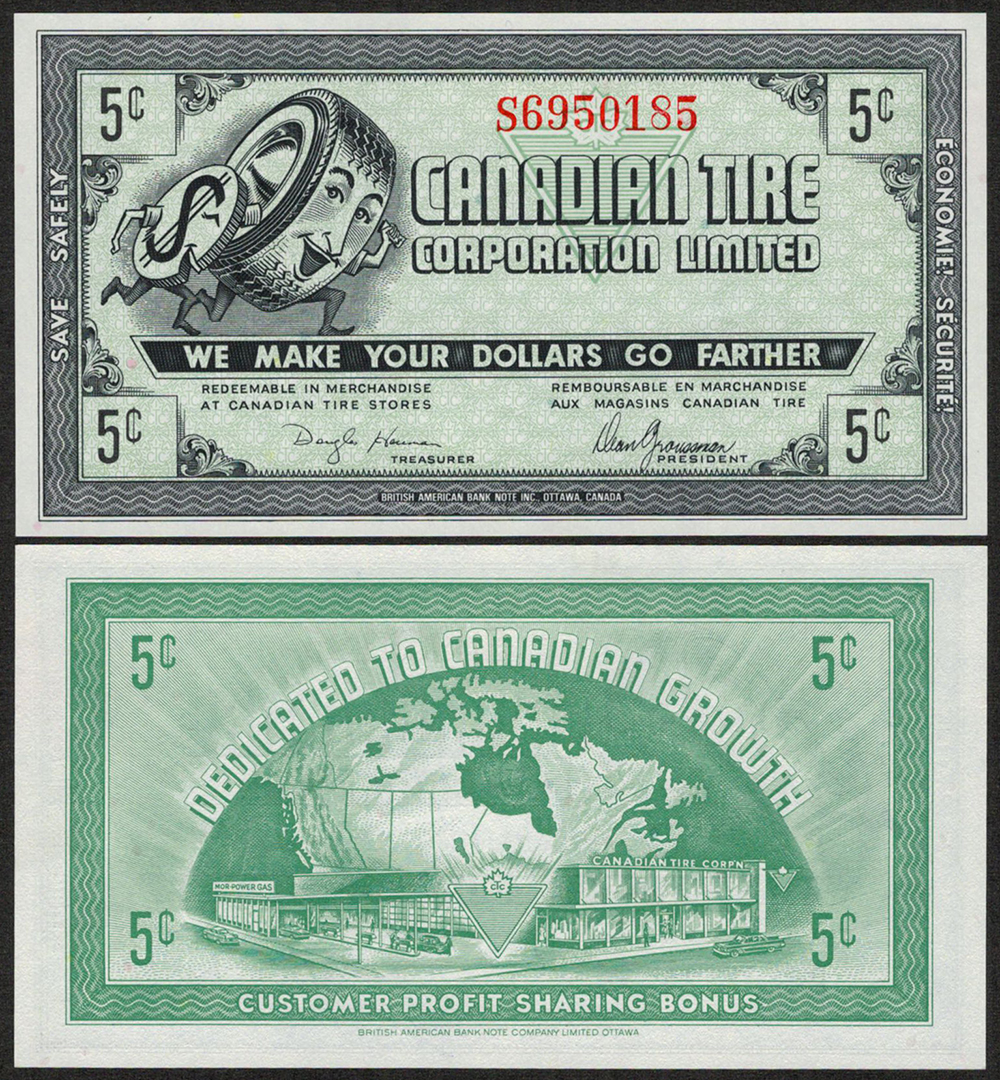 5¢
S6950185
5¢
CANADIAN TIRE
CORPORATION LIMITED
SAVE SAFELY
ÉCONOMIE! SÉCURITÉ!
WE MAKE YOUR DOLLARS GO FARTHER
REDEEMABLE IN MERCHANDISE
AT CANADIAN TIRE STORES
REMBOURSABLE EN MARCHANDISE
AUX MAGASINS CANADIAN TIRE
5¢
5¢
TREASURER
Dean Groussman
PRESIDENT
BRITISH AMERICAN BANK NOTE INC., OTTAWA, CANADA
5¢
5¢
DEDICATED TO CANADIAN GROWTH
CANADIAN TIRE CORPN.
MOR-POWER GAS
CTC
5¢
5¢
CUSTOMER PROFIT SHARING BONUS
BRITISH AMERICAN BANK NOTE COMPANY LIMITED OTTAWA